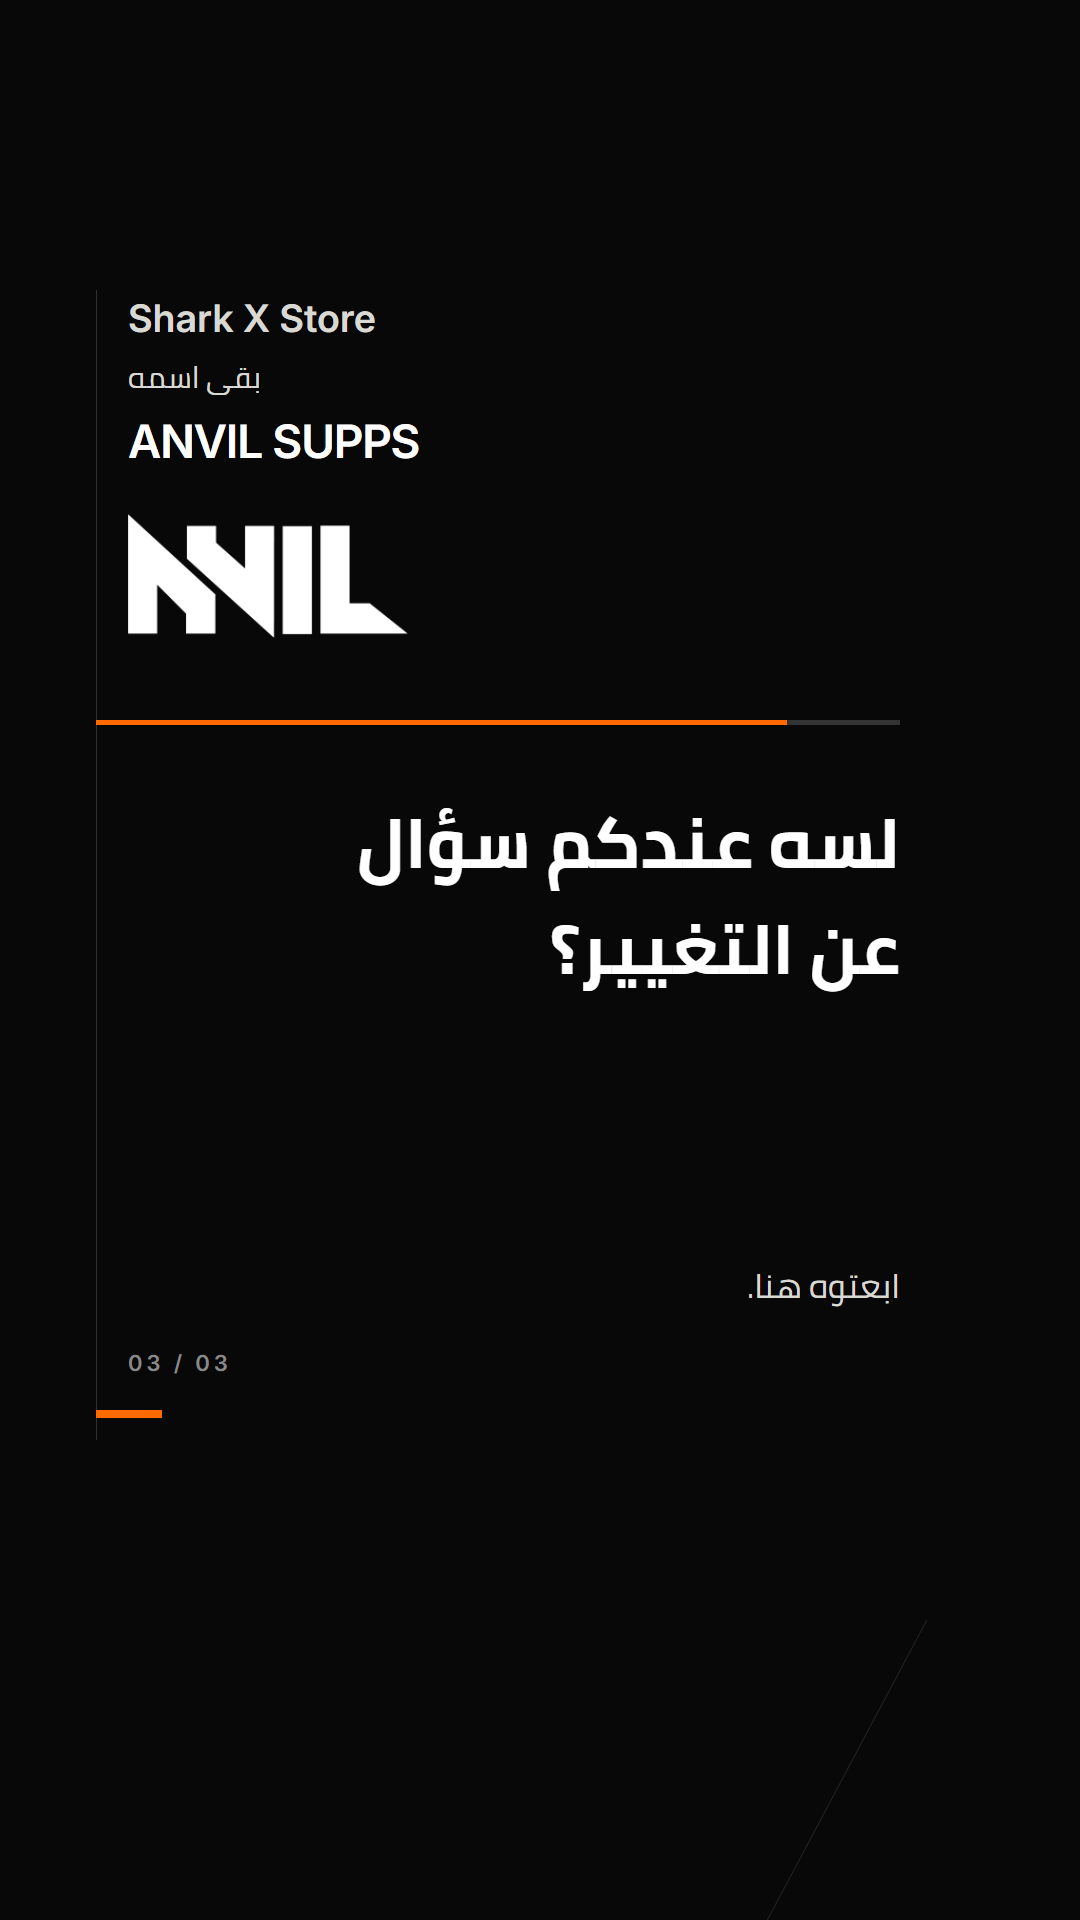 Shark X Store
بقى اسمه
ANVIL SUPPS
ANVIL
لسه عندكم سؤال
عن التغيير؟
ابعتوه هنا.
03 / 03